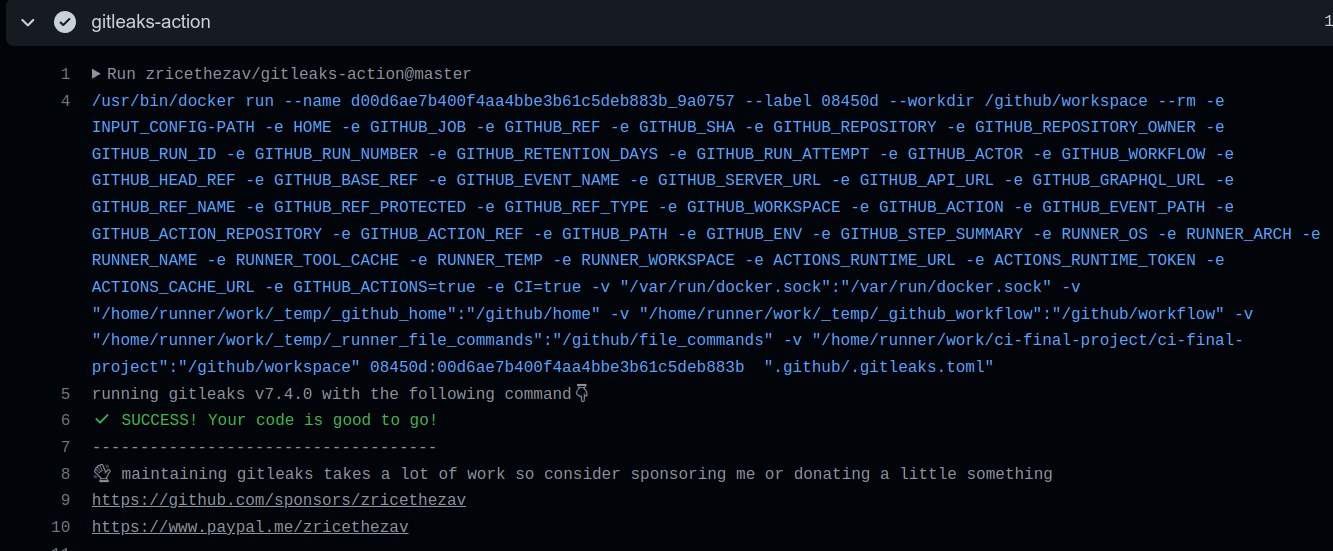 gitleaks-action
1 Run zricethezav/gitleaks-action@master
4 /usr/bin/docker run --name d00d6ae7b400f4aa4bbe3b61c5deb883b_9a0757 --label 08450d --workdir /github/workspace --rm -e
INPUT_CONFIG-PATH -e HOME -e GITHUB_JOB -e GITHUB_REF -e GITHUB_SHA -e GITHUB_REPOSITORY -e GITHUB_REPOSITORY_OWNER -e
GITHUB_RUN_ID -e GITHUB_RUN_NUMBER -e GITHUB_RETENTION_DAYS -e GITHUB_RUN_ATTEMPT -e GITHUB_ACTOR -e GITHUB_WORKFLOW -e
GITHUB_HEAD_REF -e GITHUB_BASE_REF -e GITHUB_EVENT_NAME -e GITHUB_SERVER_URL -e GITHUB_API_URL -e GITHUB_GRAPHQL_URL -e
GITHUB_REF_NAME -e GITHUB_REF_PROTECTED -e GITHUB_REF_TYPE -e GITHUB_WORKSPACE -e GITHUB_ACTION -e GITHUB_EVENT_PATH -e
GITHUB_ACTION_REPOSITORY -e GITHUB_ACTION_REF -e GITHUB_PATH -e GITHUB_ENV -e GITHUB_STEP_SUMMARY -e RUNNER_OS -e RUNNER_ARCH -e
RUNNER_NAME -e RUNNER_TOOL_CACHE -e RUNNER_TEMP -e RUNNER_WORKSPACE -e ACTIONS_RUNTIME_URL -e ACTIONS_RUNTIME_TOKEN -e
ACTIONS_CACHE_URL -e GITHUB_ACTIONS=true -e CI=true -v "/var/run/docker.sock":"/var/run/docker.sock" -v
"/home/runner/work/_temp/_github_home":"/github/home" -v "/home/runner/work/_temp/_github_workflow":"/github/workflow" -v
"/home/runner/work/_temp/_runner_file_commands":"/github/file_commands" -v "/home/runner/work/ci-final-project/ci-final-
project":"/github/workspace" 08450d:00d6ae7b400f4aa4bbe3b61c5deb883b  ".github/.gitleaks.toml"
5 running gitleaks v7.4.0 with the following command👇
6 ✓ SUCCESS! Your code is good to go!
7 ------------------------------------
8 👋 maintaining gitleaks takes a lot of work so consider sponsoring me or donating a little something
9 https://github.com/sponsors/zricethezav
10 https://www.paypal.me/zricethezav